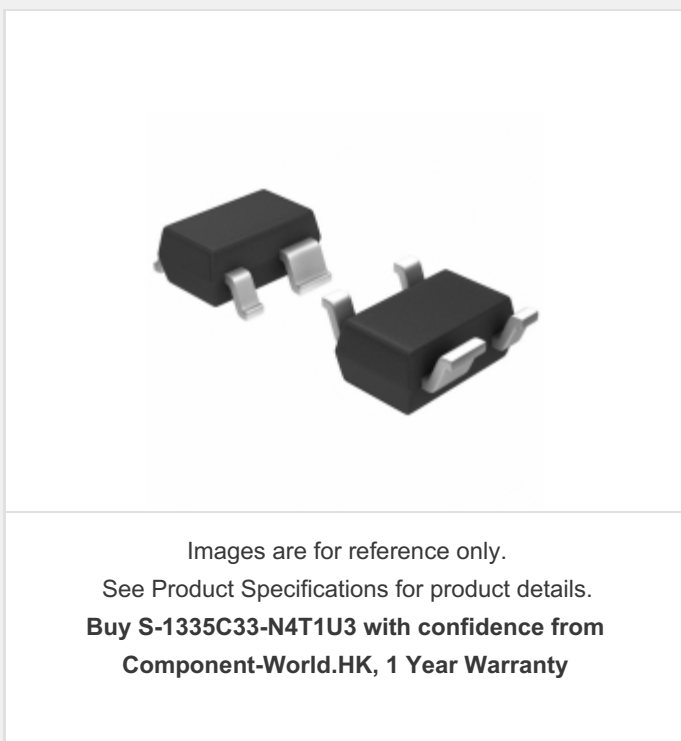 Images are for reference only.
See Product Specifications for product details.
Buy S-1335C33-N4T1U3 with confidence from
Component-World.HK, 1 Year Warranty